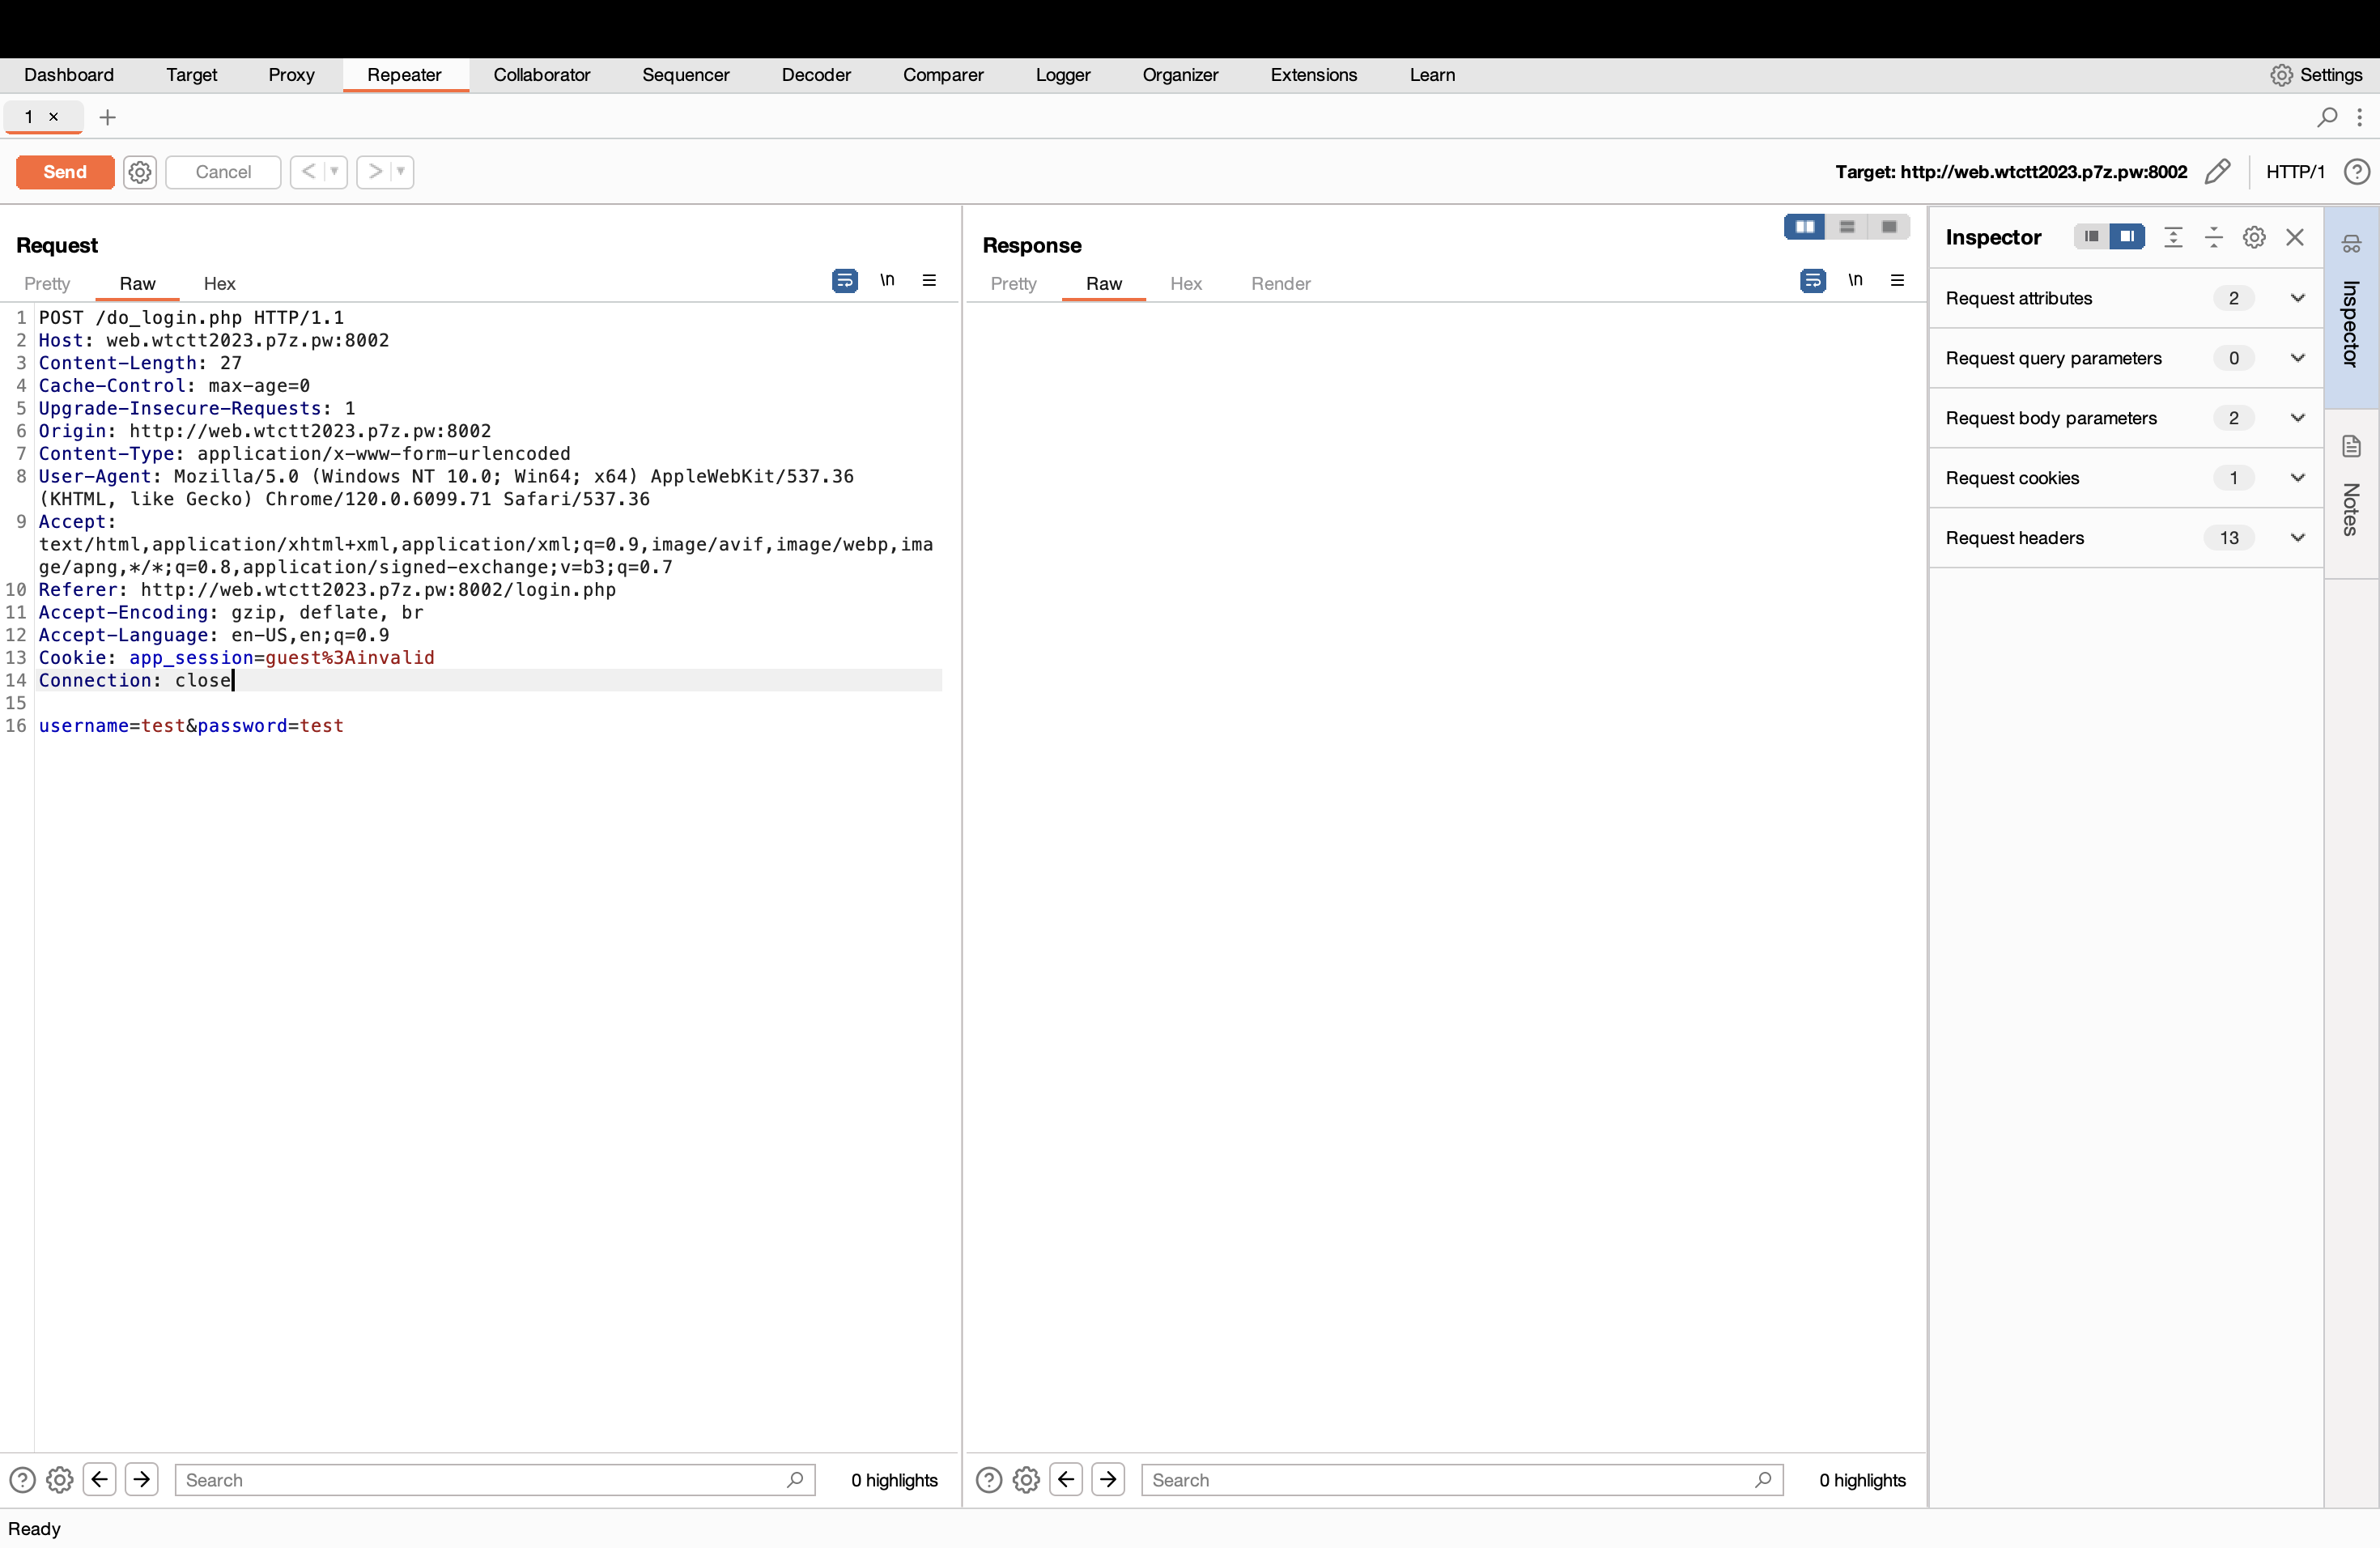 Dashboard Target Proxy Repeater Collaborator Sequencer Decoder Comparer Logger Organizer Extensions Learn Settings
1 × +
Send Cancel < > Target: http://web.wtctt2023.p7z.pw:8002 HTTP/1 ?
Request
Pretty Raw Hex \n
1 POST /do_login.php HTTP/1.1
2 Host: web.wtctt2023.p7z.pw:8002
3 Content-Length: 27
4 Cache-Control: max-age=0
5 Upgrade-Insecure-Requests: 1
6 Origin: http://web.wtctt2023.p7z.pw:8002
7 Content-Type: application/x-www-form-urlencoded
8 User-Agent: Mozilla/5.0 (Windows NT 10.0; Win64; x64) AppleWebKit/537.36
(KHTML, like Gecko) Chrome/120.0.6099.71 Safari/537.36
9 Accept:
text/html,application/xhtml+xml,application/xml;q=0.9,image/avif,image/webp,ima
ge/apng,*/*;q=0.8,application/signed-exchange;v=b3;q=0.7
10 Referer: http://web.wtctt2023.p7z.pw:8002/login.php
11 Accept-Encoding: gzip, deflate, br
12 Accept-Language: en-US,en;q=0.9
13 Cookie: app_session=guest%3Ainvalid
14 Connection: close
15
16 username=test&password=test
Search 0 highlights
Response
Pretty Raw Hex Render \n
Search 0 highlights
Inspector
Request attributes 2
Request query parameters 0
Request body parameters 2
Request cookies 1
Request headers 13
Inspector
Notes
Ready